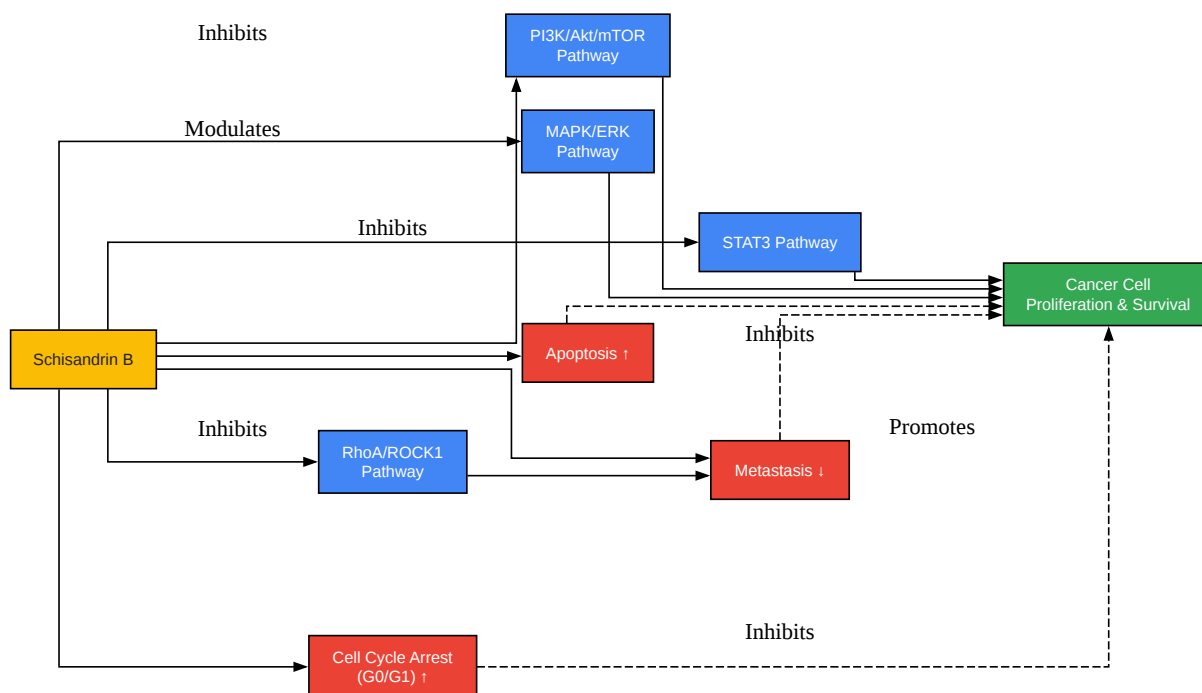 Inhibits
PI3K/Akt/mTOR
Pathway
Modulates
MAPK/ERK
Pathway
Inhibits
STAT3 Pathway
Cancer Cell
Proliferation & Survival
Inhibits
Schisandrin B
Apoptosis ↑
Inhibits
Promotes
RhoA/ROCK1
Pathway
Metastasis ↓
Inhibits
Cell Cycle Arrest
(G0/G1) ↑